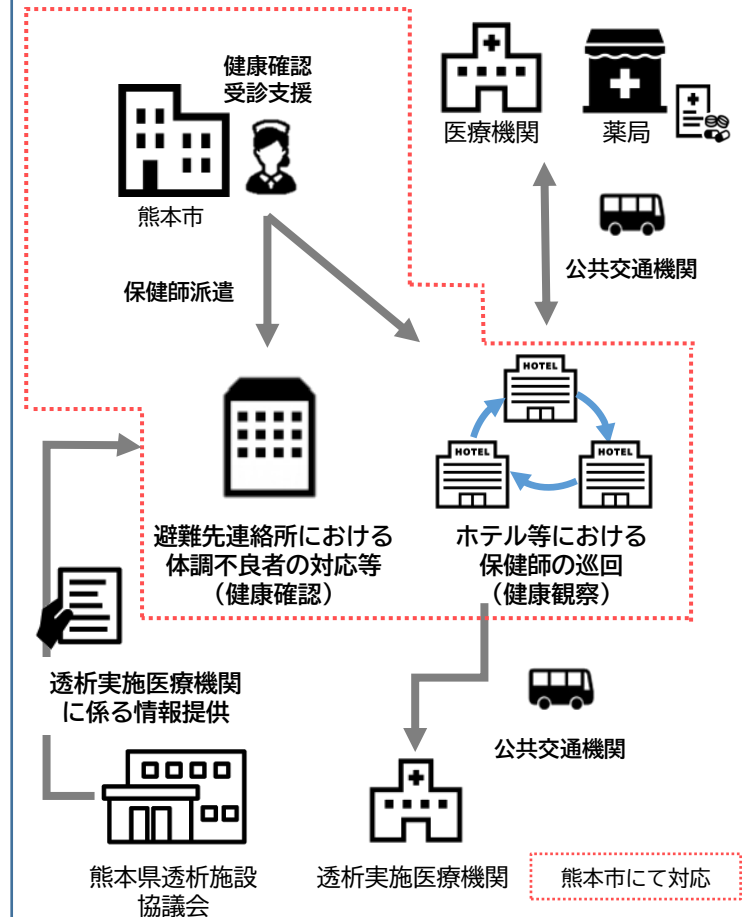 健康確認
受診支援
熊本市
医療機関
薬局
公共交通機関
保健師派遣
HOTEL
HOTEL
HOTEL
避難先連絡所における
体調不良者の対応等
（健康確認）
ホテル等における
保健師の巡回
（健康観察）
透析実施医療機関
に係る情報提供
公共交通機関
熊本県透析施設
協議会
透析実施医療機関
熊本市にて対応